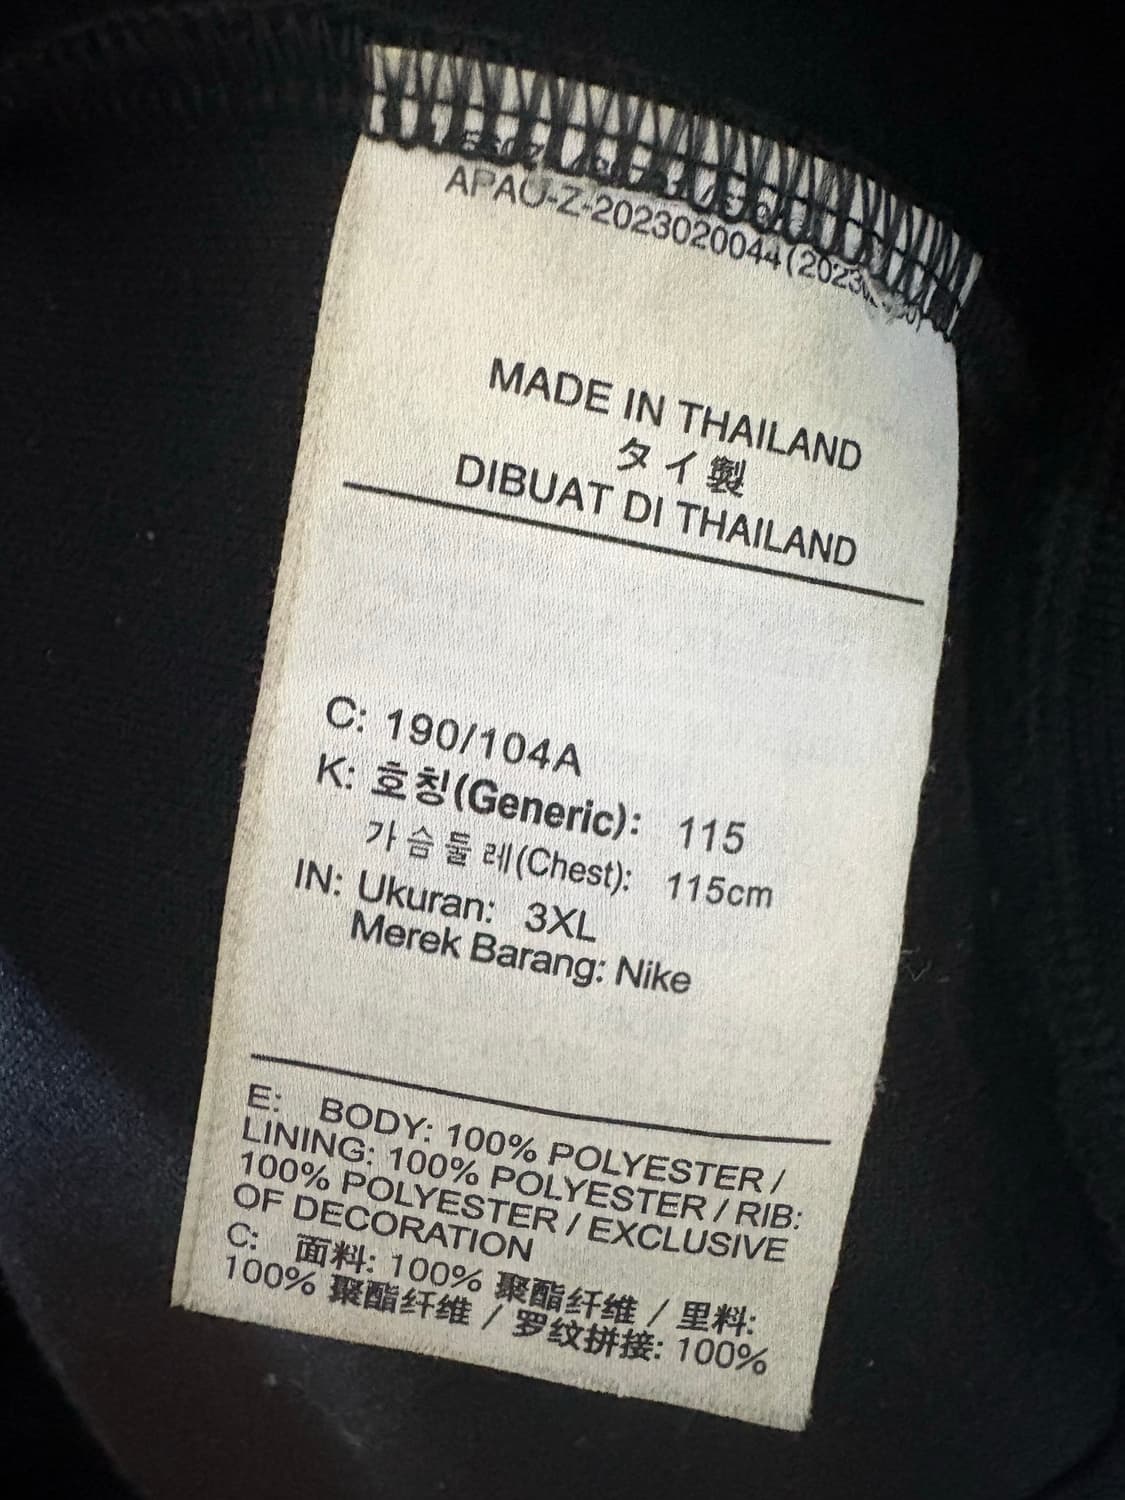 APAU-Z-2023020044(2023
MADE IN THAILAND
タイ製
DIBUAT DI THAILAND
C: 190/104A
K: 호칭(Generic): 115
가슴둘레(Chest): 115cm
IN: Ukuran: 3XL
Merek Barang: Nike
E: BODY: 100% POLYESTER /
LINING: 100% POLYESTER / RIB:
100% POLYESTER / EXCLUSIVE
OF DECORATION
C: 面料: 100% 聚酯纤维 / 里料:
100% 聚酯纤维 / 罗纹拼接: 100%